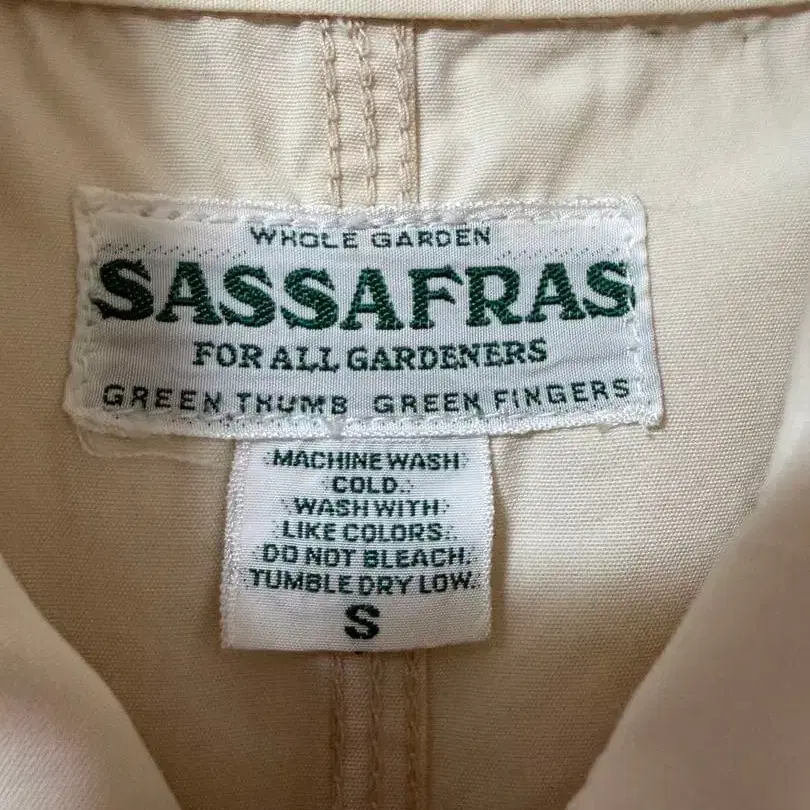 WHOLE GARDEN
SASSAFRAS
FOR ALL GARDENERS
GREEN THUMB GREEN FINGERS
MACHINE WASH
COLD.
WASH WITH
LIKE COLORS.
DO NOT BLEACH.
TUMBLE DRY LOW.
S